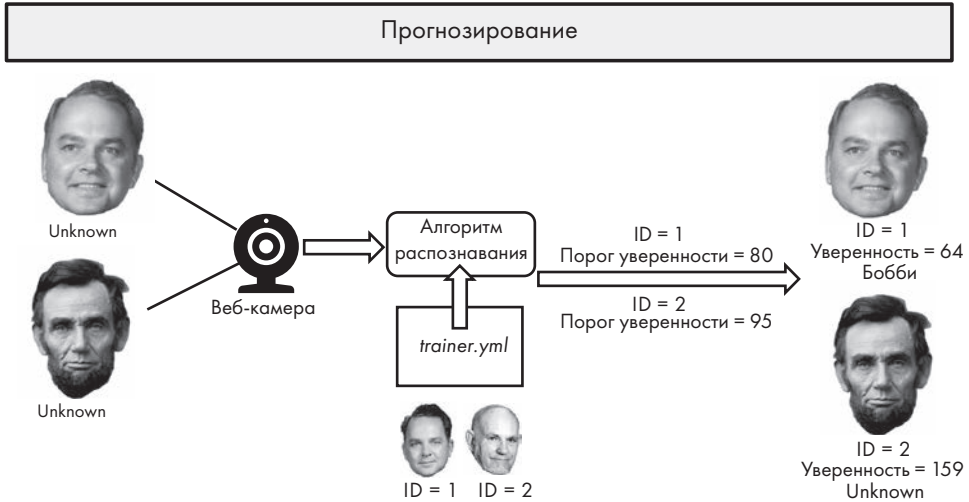 Прогнозирование
Unknown
Unknown
Веб-камера
Алгоритм
распознавания
trainer.yml
ID = 1
ID = 2
ID = 1
Порог уверенности = 80
ID = 2
Порог уверенности = 95
ID = 1
Уверенность = 64
Бобби
ID = 2
Уверенность = 159
Unknown